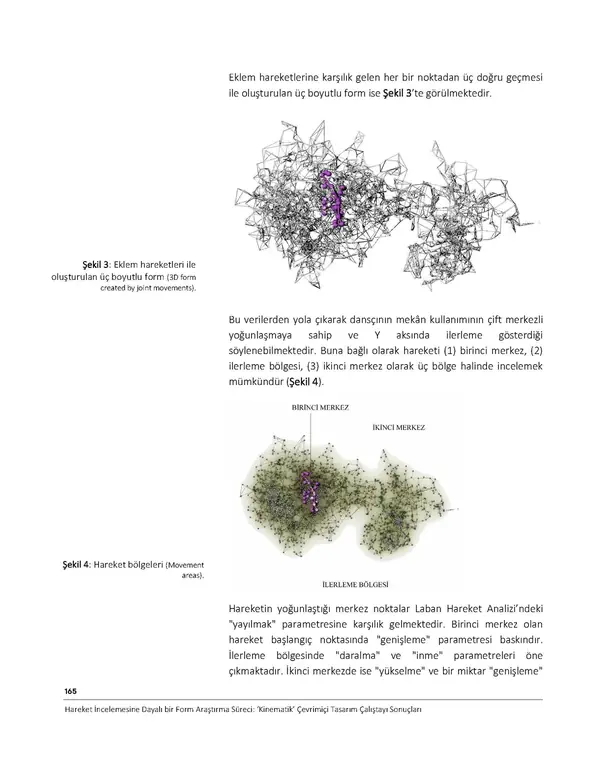 Eklem hareketlerine karşılık gelen her bir noktadan üç doğru geçmesi
ile oluşturulan üç boyutlu form ise Şekil 3'te görülmektedir.
Şekil 3: Eklem hareketleri ile
oluşturulan üç boyutlu form (3D form
created by joint movements).
Bu verilerden yola çıkarak dansçının mekân kullanımının çift merkezli
yoğunlaşmaya sahip ve Y aksında ilerleme gösterdiği
söylenebilmektedir. Buna bağlı olarak hareketi (1) birinci merkez, (2)
ilerleme bölgesi, (3) ikinci merkez olarak üç bölge halinde incelemek
mümkündür (Şekil 4).
BİRİNCİ MERKEZ
İKİNCİ MERKEZ
İLERLEME BÖLGESİ
Şekil 4: Hareket bölgeleri (Movement
areas).
Hareketin yoğunlaştığı merkez noktalar Laban Hareket Analizi'ndeki
"yayılmak" parametresine karşılık gelmektedir. Birinci merkez olan
hareket başlangıç noktasında "genişleme" parametresi baskındır.
İlerleme bölgesinde "daralma" ve "inme" parametreleri öne
çıkmaktadır. İkinci merkezde ise "yükselme" ve bir miktar "genişleme"
165
Hareket İncelemesine Dayalı bir Form Araştırma Süreci: 'Kinematik' Çevrimiçi Tasarım Çalıştayı Sonuçları